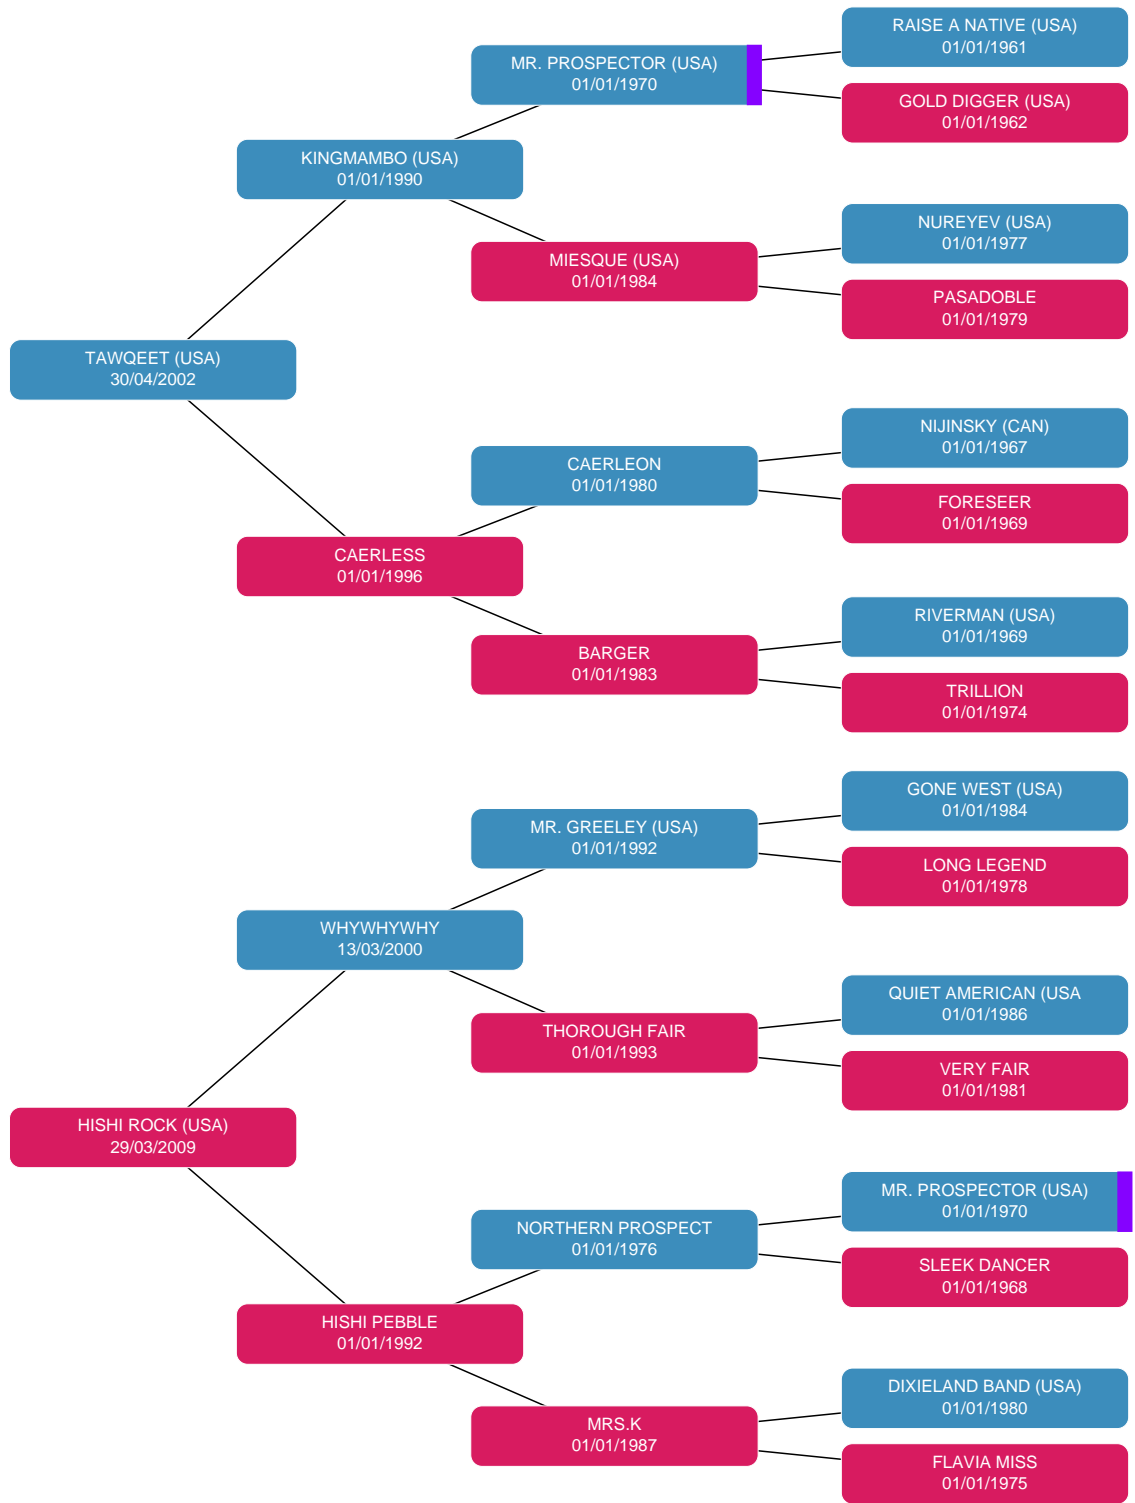 RAISE A NATIVE (USA)
01/01/1961
MR. PROSPECTOR (USA)
01/01/1970
GOLD DIGGER (USA)
01/01/1962
KINGMAMBO (USA)
01/01/1990
NUREYEV (USA)
01/01/1977
MIESQUE (USA)
01/01/1984
PASADOBLE
01/01/1979
TAWQEET (USA)
30/04/2002
NIJINSKY (CAN)
01/01/1967
CAERLEON
01/01/1980
FORESEER
01/01/1969
CAERLESS
01/01/1996
RIVERMAN (USA)
01/01/1969
BARGER
01/01/1983
TRILLION
01/01/1974
GONE WEST (USA)
01/01/1984
MR. GREELEY (USA)
01/01/1992
LONG LEGEND
01/01/1978
WHYWHYWHY
13/03/2000
QUIET AMERICAN (USA
01/01/1986
THOROUGH FAIR
01/01/1993
VERY FAIR
01/01/1981
HISHI ROCK (USA)
29/03/2009
MR. PROSPECTOR (USA)
01/01/1970
NORTHERN PROSPECT
01/01/1976
SLEEK DANCER
01/01/1968
HISHI PEBBLE
01/01/1992
DIXIELAND BAND (USA)
01/01/1980
MRS.K
01/01/1987
FLAVIA MISS
01/01/1975